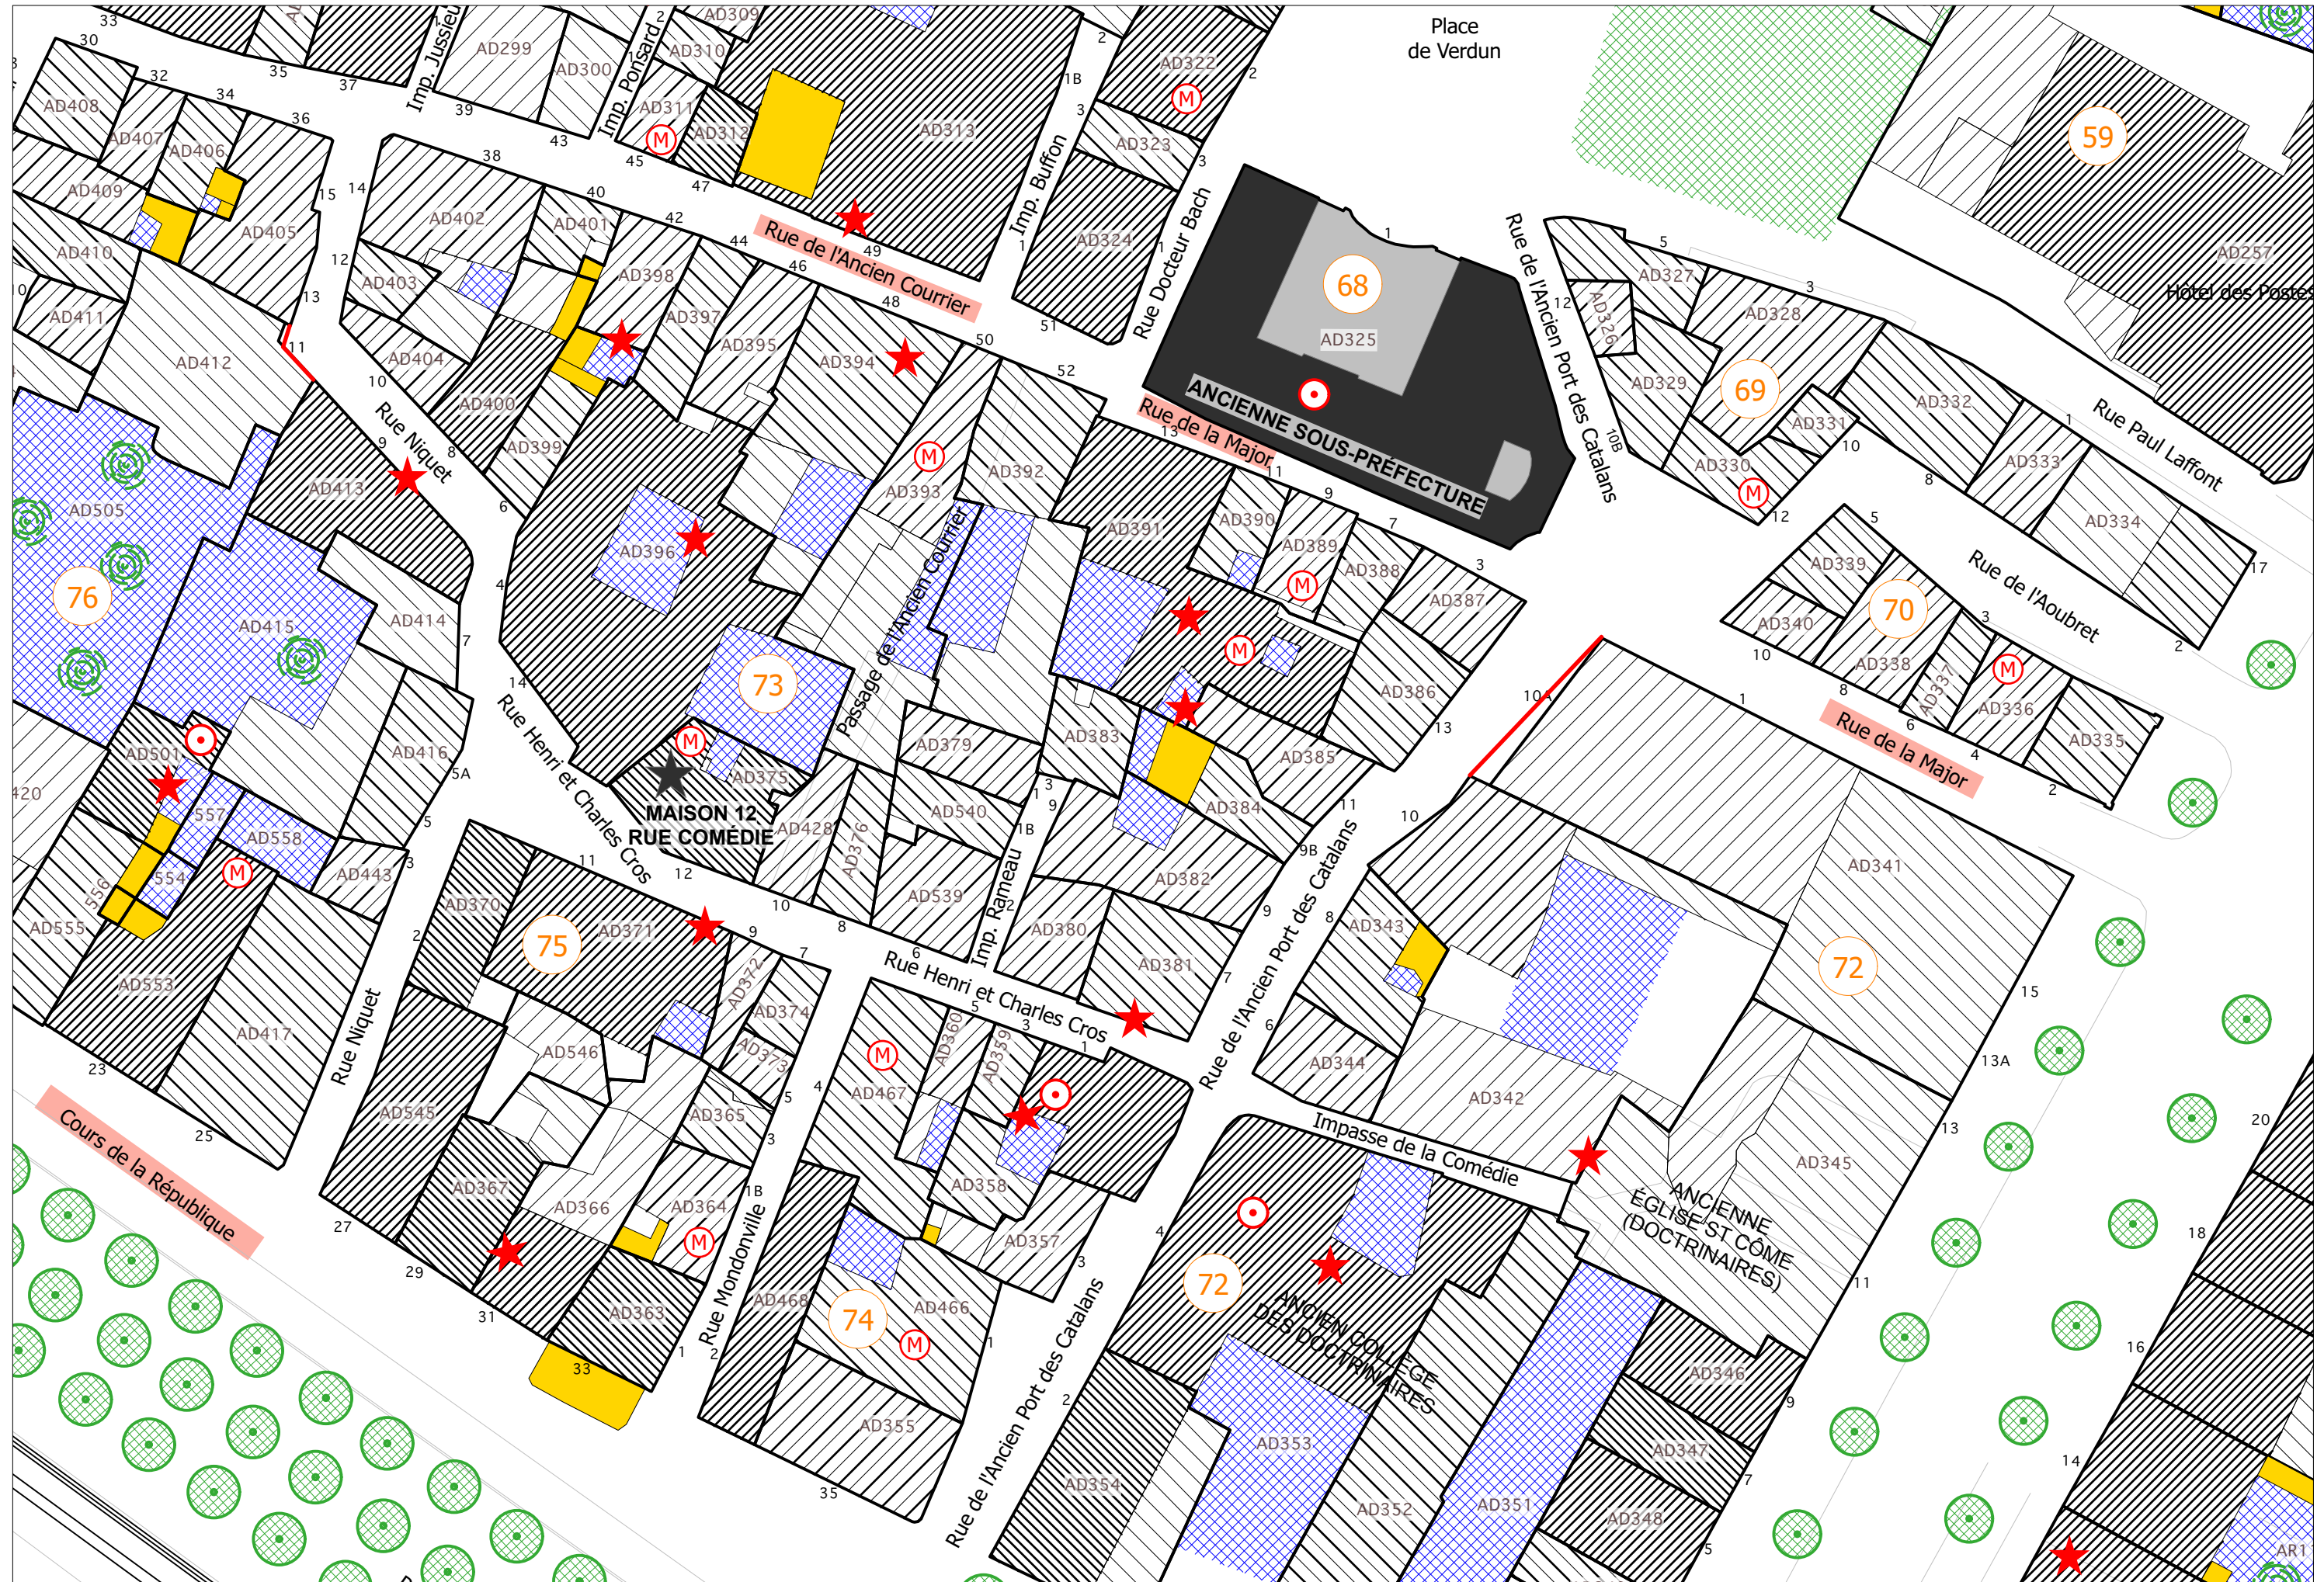 Place
de Verdun
Imp. Ponsard
Imp. Buffon
Rue Docteur Bach
Rue de l'Ancien Courrier
Rue de la Major
ANCIENNE SOUS-PRÉFECTURE
Rue de l'Ancien Port des Catalans
Hôtel des Postes
Rue Paul Laffont
Rue de l'Aoubret
Rue de la Major
Rue Niquet
Passage de l'Ancien Courrier
Rue Henri et Charles Cros
MAISON 12
RUE COMÉDIE
Imp. Rameau
Rue Henri et Charles Cros
Rue de l'Ancien Port des Catalans
Impasse de la Comédie
ANCIENNE
ÉGLISE ST CÔME
(DOCTRINAIRES)
ANCIEN COLLÈGE
DES DOCTRINAIRES
Rue Niquet
Cours de la République
Rue Mondonville
Rue de l'Ancien Port des Catalans
59
68
69
70
72
72
73
74
75
76
AD299
AD300
AD309
AD310
AD311
AD312
AD313
AD322
AD323
AD324
AD325
AD326
AD327
AD328
AD329
AD330
AD331
AD332
AD333
AD334
AD335
AD336
AD337
AD338
AD339
AD340
AD257
AD341
AD342
AD343
AD344
AD345
AD346
AD347
AD348
AD351
AD352
AD353
AD354
AD355
AD357
AD358
AD359
AD360
AD363
AD364
AD365
AD366
AD367
AD370
AD371
AD372
AD373
AD374
AD375
AD376
AD379
AD380
AD381
AD382
AD383
AD384
AD385
AD386
AD387
AD388
AD389
AD390
AD391
AD392
AD393
AD394
AD395
AD396
AD397
AD398
AD399
AD400
AD401
AD402
AD403
AD404
AD405
AD406
AD407
AD408
AD409
AD410
AD411
AD412
AD413
AD414
AD415
AD416
AD417
AD428
AD443
AD466
AD467
AD468
AD501
AD505
AD539
AD540
AD545
AD546
AD553
554
AD555
556
557
AD558